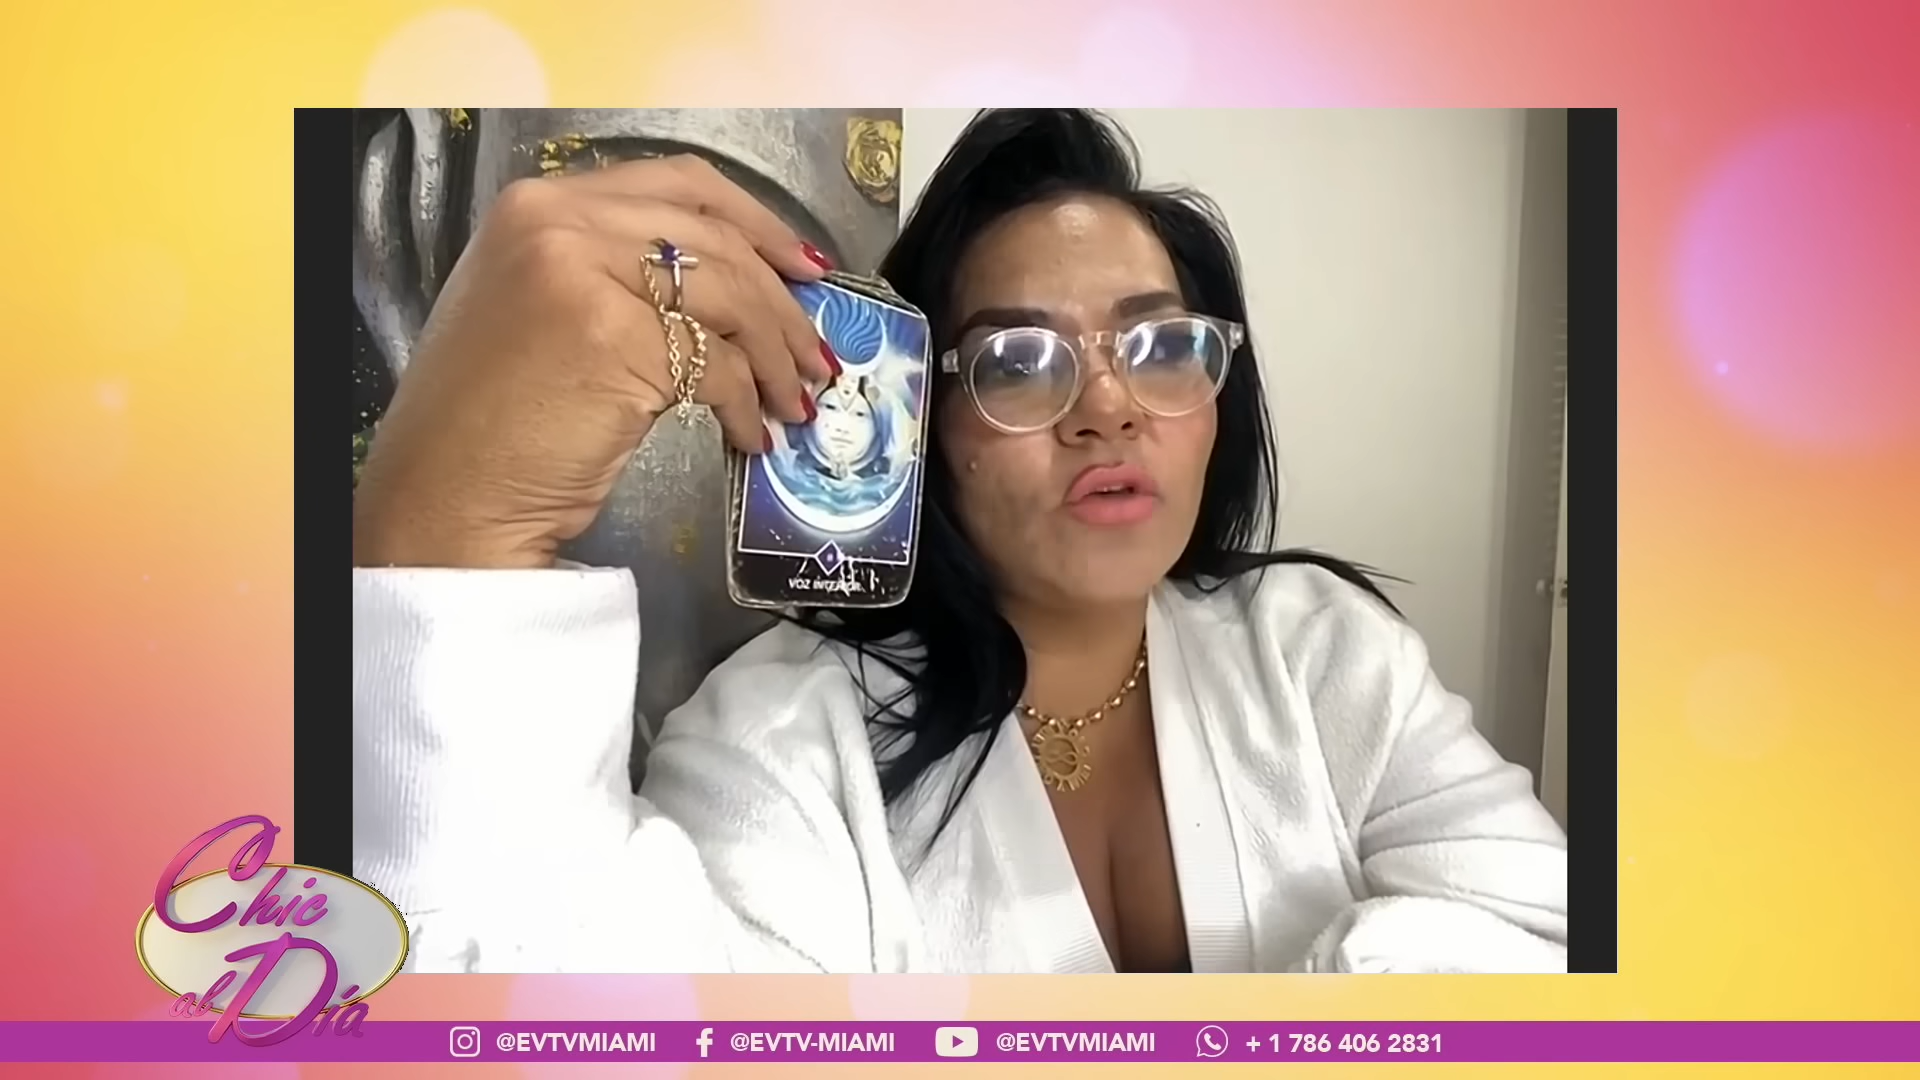 VOZ INTERIOR
Chic
al Día
@EVTVMIAMI @EVTV-MIAMI @EVTVMIAMI + 1 786 406 2831